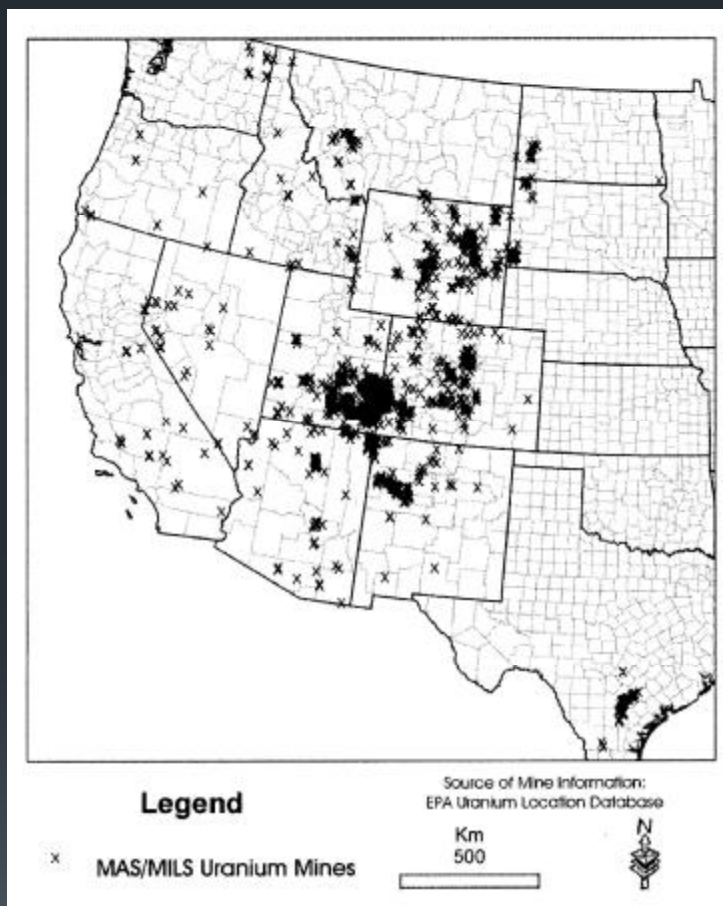 Legend
x MAS/MILS Uranium Mines
Source of Mine Information:
EPA Uranium Location Database
Km
500
N